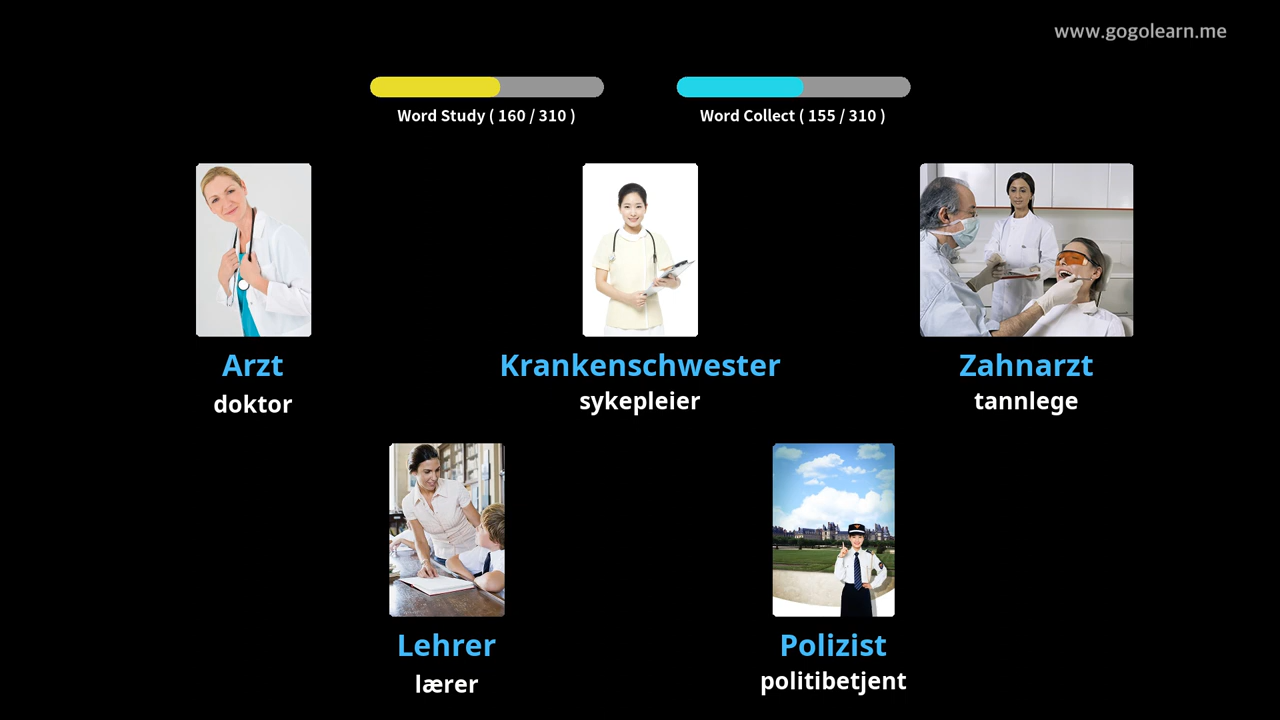 www.gogolearn.me
Word Study ( 160 / 310 )
Word Collect ( 155 / 310 )
Arzt
doktor
Krankenschwester
sykepleier
Zahnarzt
tannlege
Lehrer
lærer
Polizist
politibetjent